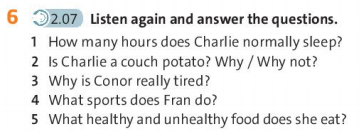 6 2.07 Listen again and answer the questions.
1 How many hours does Charlie normally sleep?
2 Is Charlie a couch potato? Why / Why not?
3 Why is Conor really tired?
4 What sports does Fran do?
5 What healthy and unhealthy food does she eat?